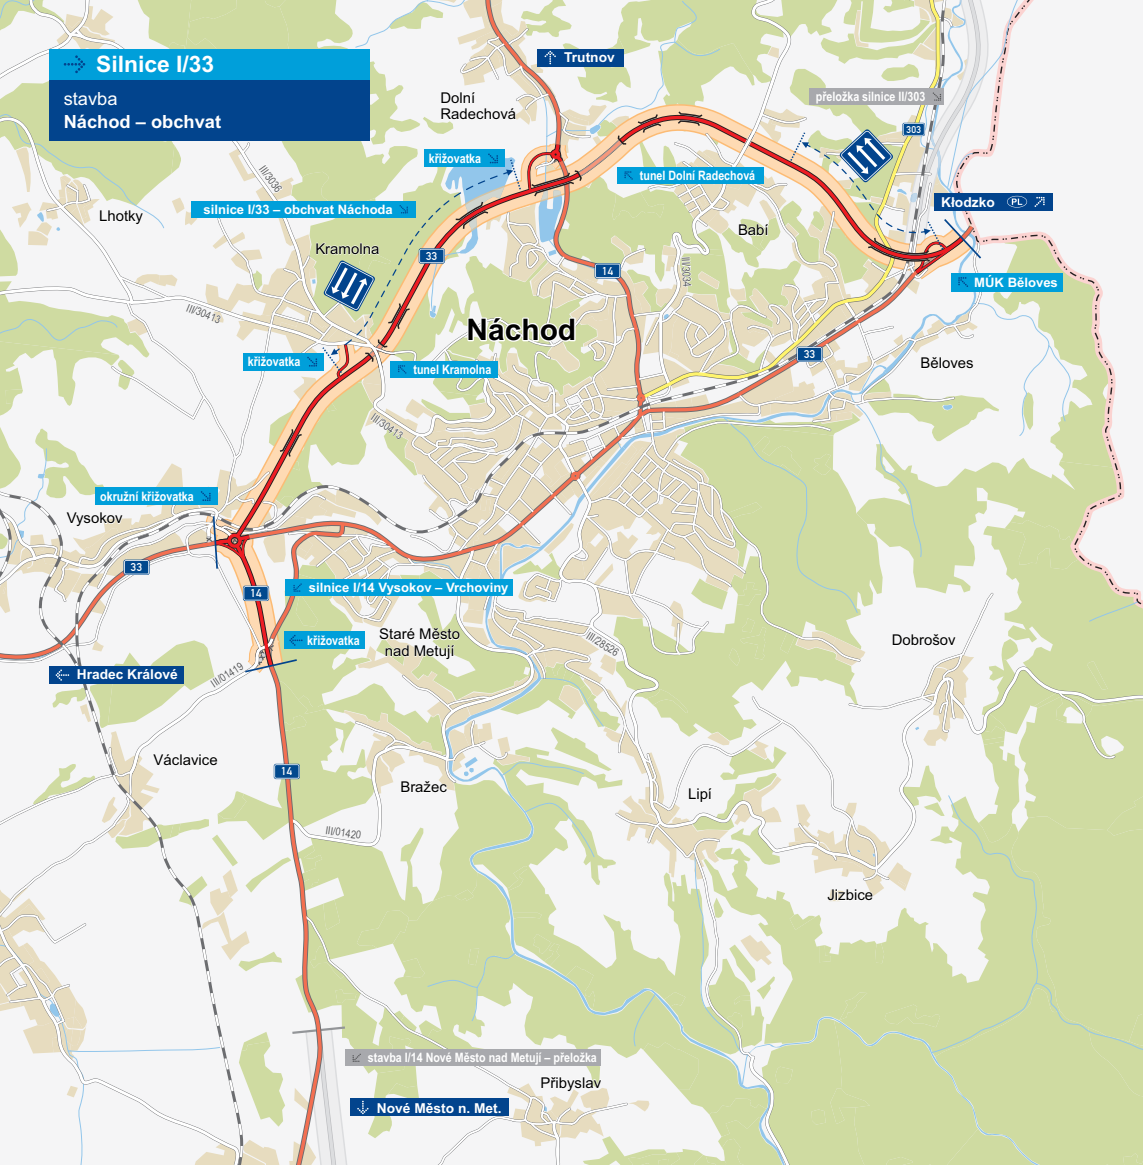 Silnice I/33
stavba
Náchod – obchvat
Trutnov
Dolní
Radechová
přeložka silnice II/303
303
III/3036
křižovatka
tunel Dolní Radechová
Kłodzko PL
Lhotky
silnice I/33 – obchvat Náchoda
Babí
Kramolna
33
14
III/3034
MÚK Běloves
III/30413
Náchod
33
Běloves
křižovatka
tunel Kramolna
III/30413
okružní křižovatka
Vysokov
33
14
silnice I/14 Vysokov – Vrchoviny
křižovatka
Staré Město
nad Metují
III/28526
Dobrošov
Hradec Králové
III/01419
Václavice
14
Bražec
Lipí
III/01420
Jizbice
stavba I/14 Nové Město nad Metují – přeložka
Přibyslav
Nové Město n. Met.